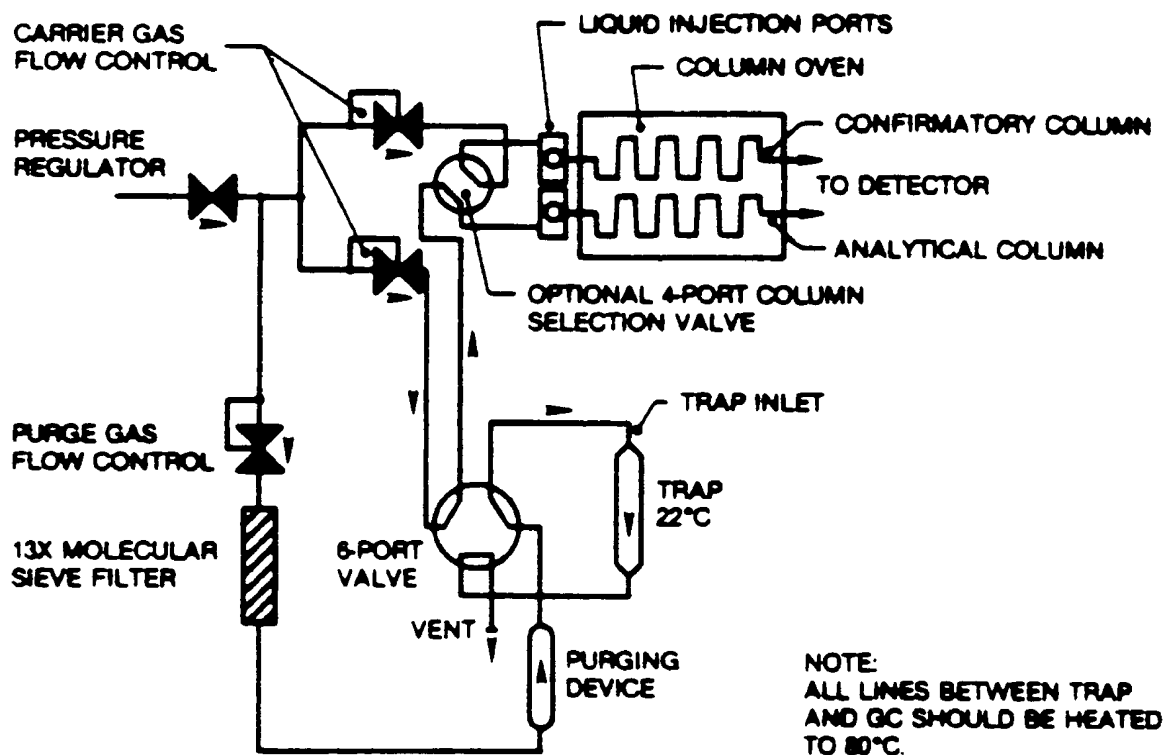 CARRIER GAS
FLOW CONTROL
LIQUID INJECTION PORTS
COLUMN OVEN
CONFIRMATORY COLUMN
TO DETECTOR
ANALYTICAL COLUMN
PRESSURE
REGULATOR
OPTIONAL 4-PORT COLUMN
SELECTION VALVE
PURGE GAS
FLOW CONTROL
13X MOLECULAR
SIEVE FILTER
6-PORT
VALVE
TRAP INLET
TRAP
22°C
VENT
PURGING
DEVICE
NOTE:
ALL LINES BETWEEN TRAP
AND GC SHOULD BE HEATED
TO 80°C.